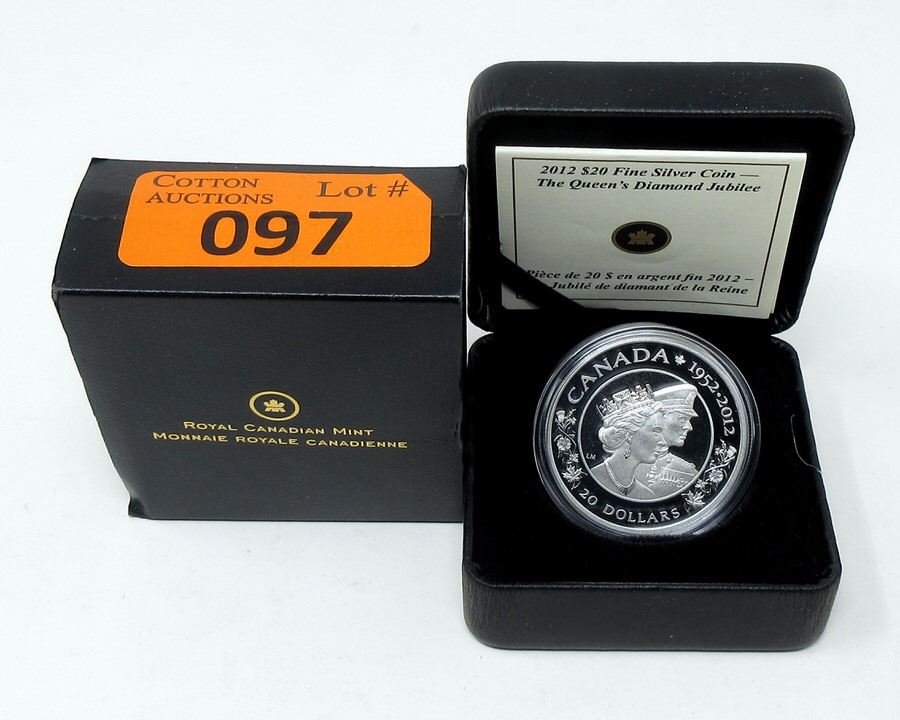 COTTON
AUCTIONS
Lot #
097
ROYAL CANADIAN MINT
MONNAIE ROYALE CANADIENNE
2012 $20 Fine Silver Coin —
The Queen's Diamond Jubilee
Pièce de 20 $ en argent fin 2012 –
Jubilé de diamant de la Reine
CANADA 1952-2012
LM
20 DOLLARS